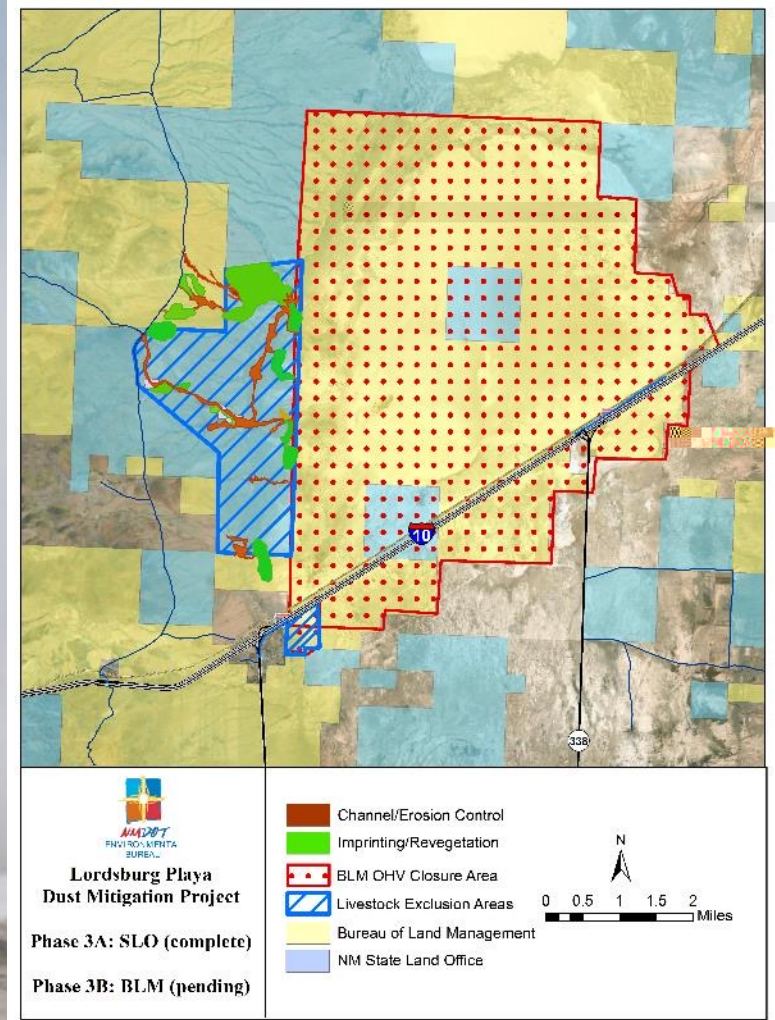 10
338
NMDOT
ENVIRONMENTA
BUREAU
Lordsburg Playa
Dust Mitigation Project
Phase 3A: SLO (complete)
Phase 3B: BLM (pending)
Channel/Erosion Control
Imprinting/Revegetation
BLM OHV Closure Area
Livestock Exclusion Areas
Bureau of Land Management
NM State Land Office
N
0 0.5 1 1.5 2
Miles